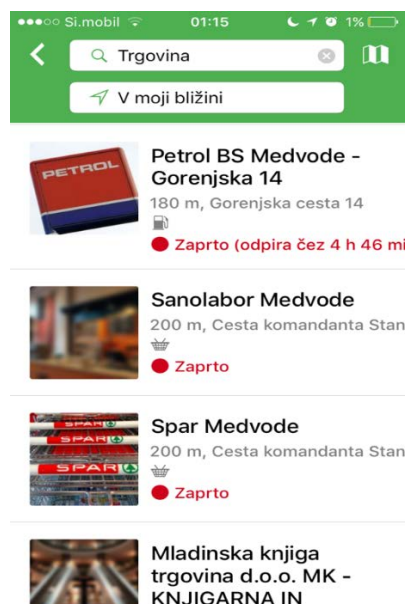 Si.mobil 01:15 1%
Trgovina
V moji bližini
PETROL
Petrol BS Medvode -
Gorenjska 14
180 m, Gorenjska cesta 14
Zaprto (odpira čez 4 h 46 mi
Sanolabor Medvode
200 m, Cesta komandanta Stan
Zaprto
SPAR
SPAR
SPAR
Spar Medvode
200 m, Cesta komandanta Stan
Zaprto
Mladinska knjiga
trgovina d.o.o. MK -
KNJIGARNA IN